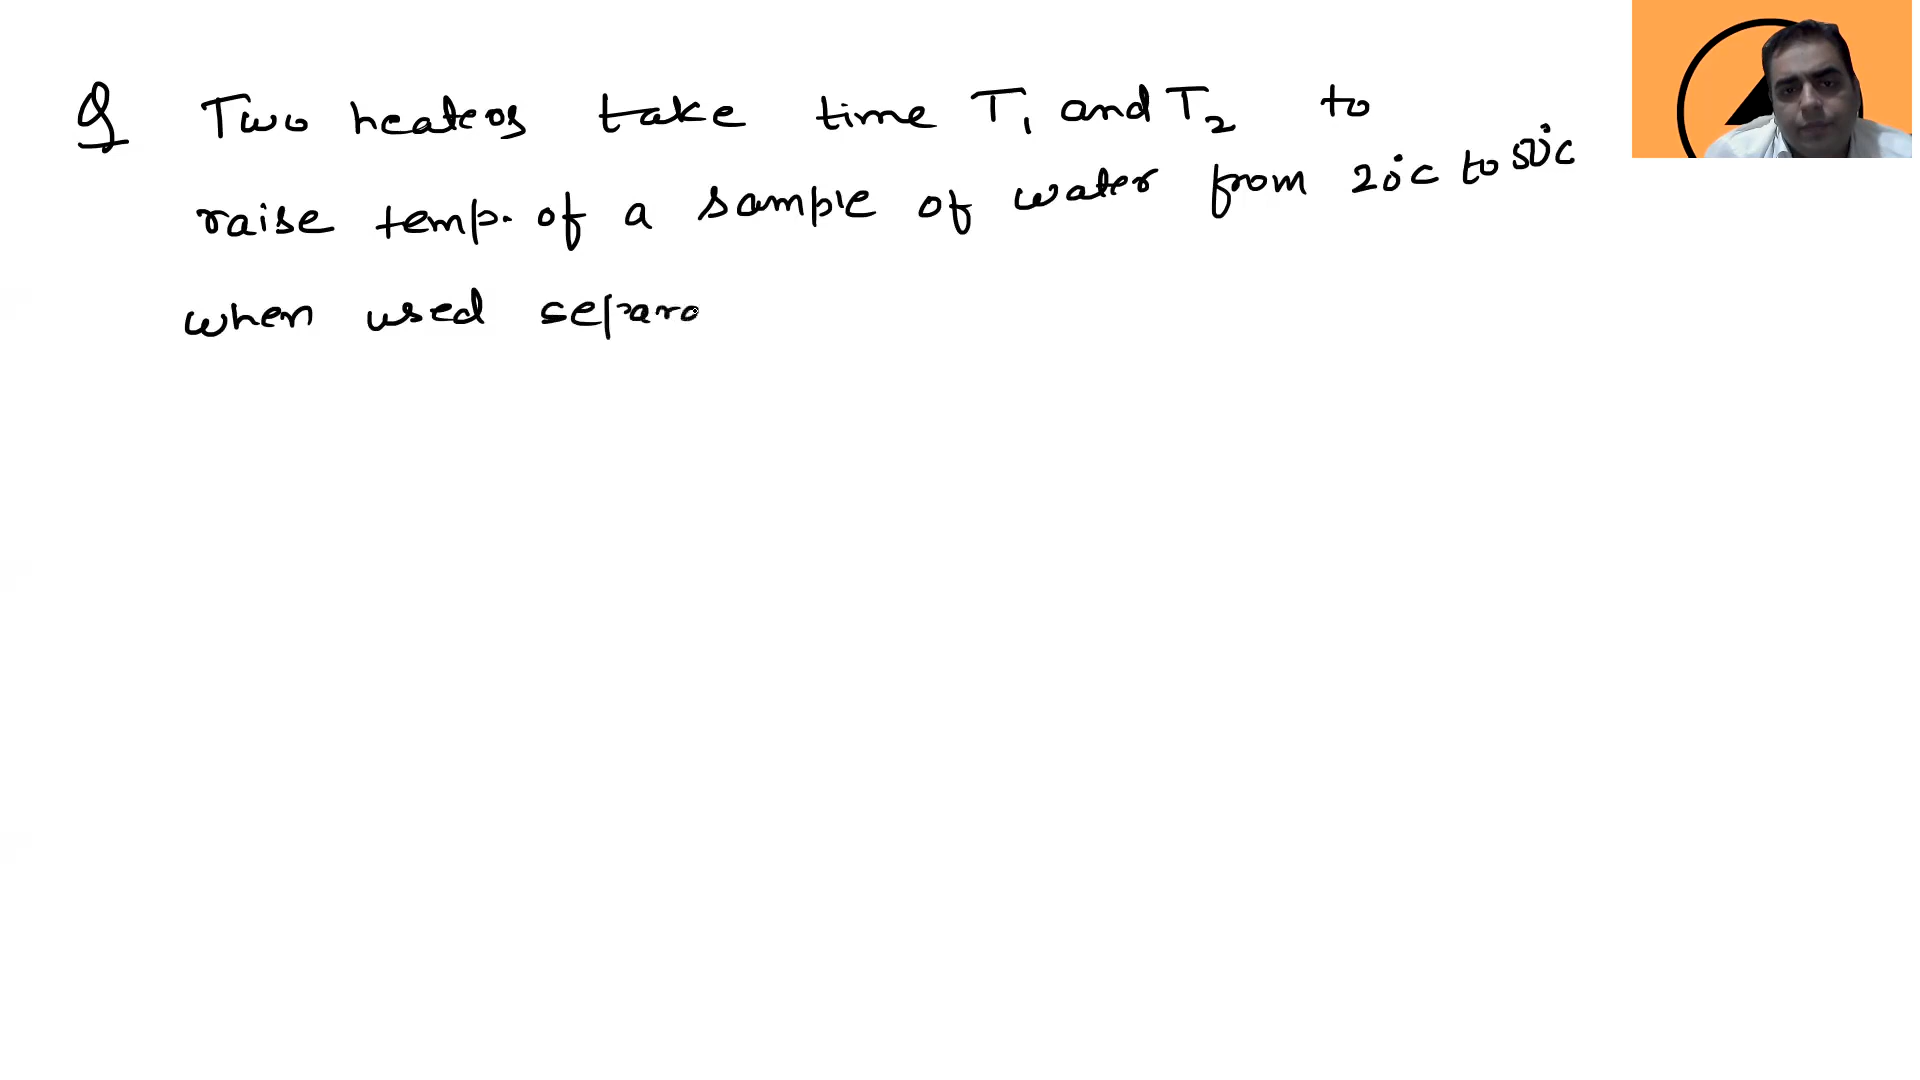 Q Two heaters take time T₁ and T₂ to
raise temp. of a sample of water from 20°C to 50°C
when used separa